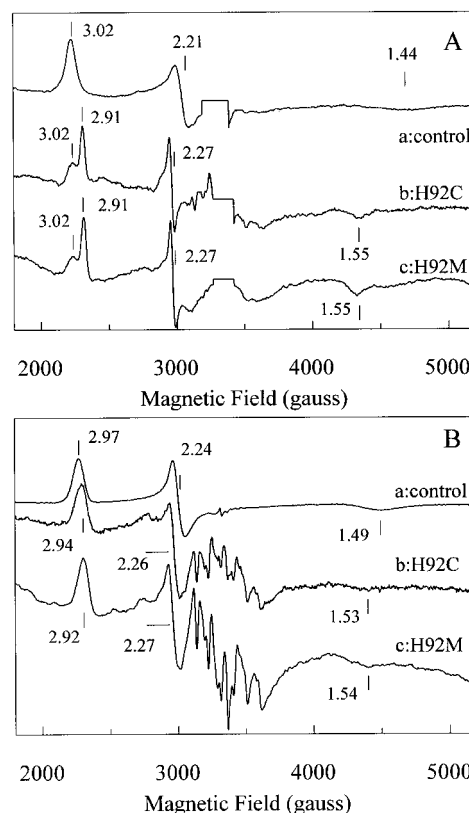 A
3.02
2.21
1.44
a:control
2.91
3.02
2.27
b:H92C
2.91
1.55
3.02
2.27
c:H92M
1.55
2000 3000 4000 5000
Magnetic Field (gauss)
B
2.97
2.24
a:control
1.49
2.94
2.26
b:H92C
1.53
2.92
2.27
c:H92M
1.54
2000 3000 4000 5000
Magnetic Field (gauss)